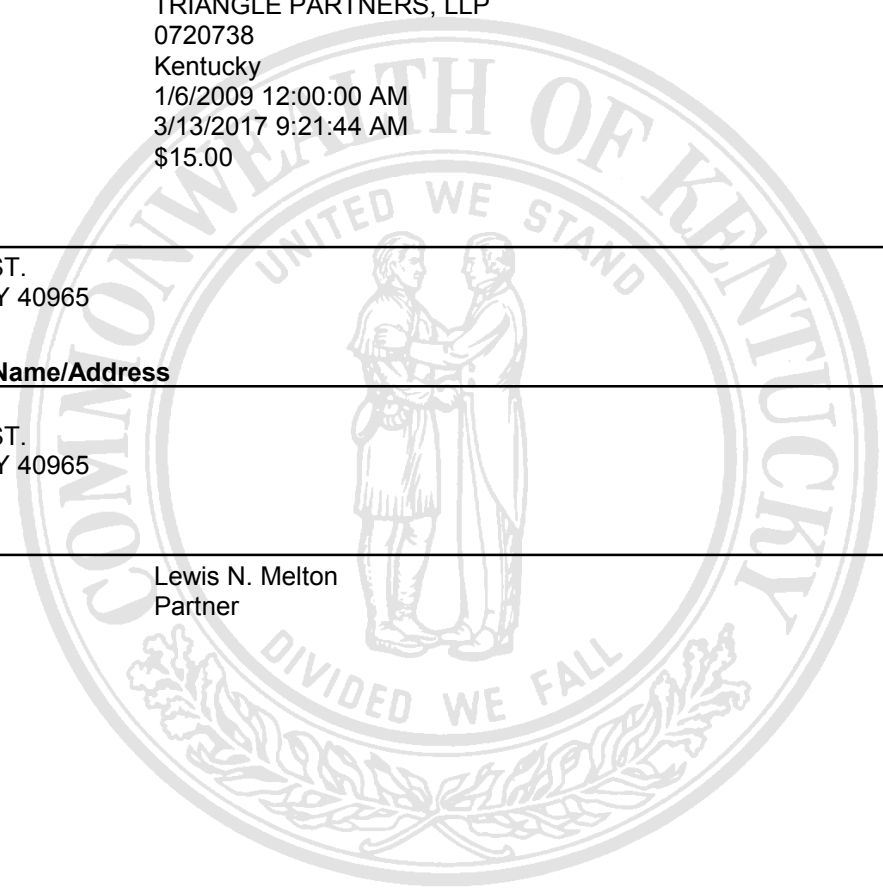 TRIANGLE PARTNERS, LLP
0720738
Kentucky
1/6/2009 12:00:00 AM
3/13/2017 9:21:44 AM
$15.00
ST.
Y 40965
Name/Address
ST.
Y 40965
Lewis N. Melton
Partner
COMMONWEALTH OF KENTUCKY
UNITED WE STAND
DIVIDED WE FALL